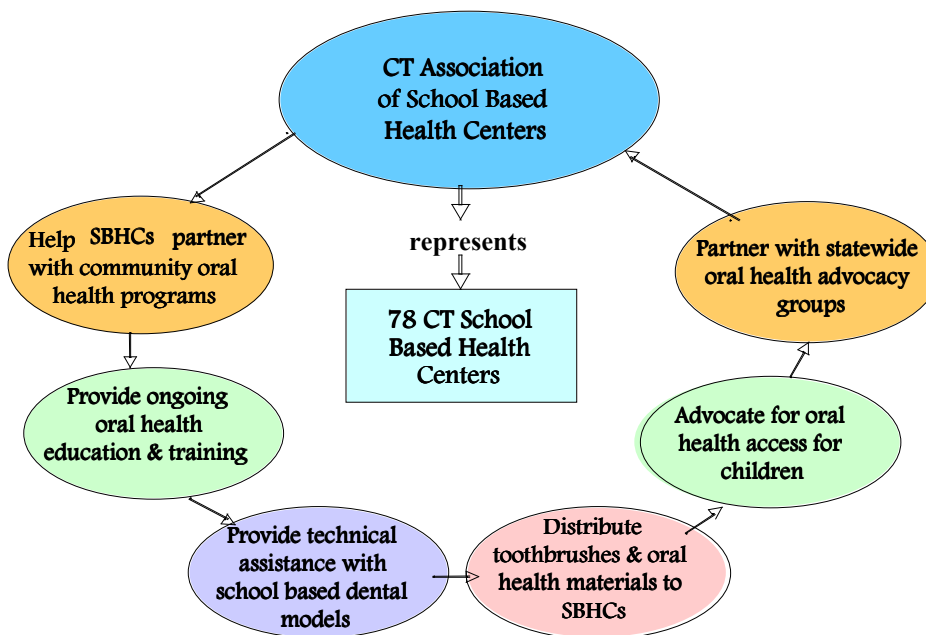 CT Association
of School Based
Health Centers
represents
78 CT School
Based Health
Centers
Help SBHCs partner
with community oral
health programs
Provide ongoing
oral health
education & training
Provide technical
assistance with
school based dental
models
Distribute
toothbrushes & oral
health materials to
SBHCs
Advocate for oral
health access for
children
Partner with statewide
oral health advocacy
groups